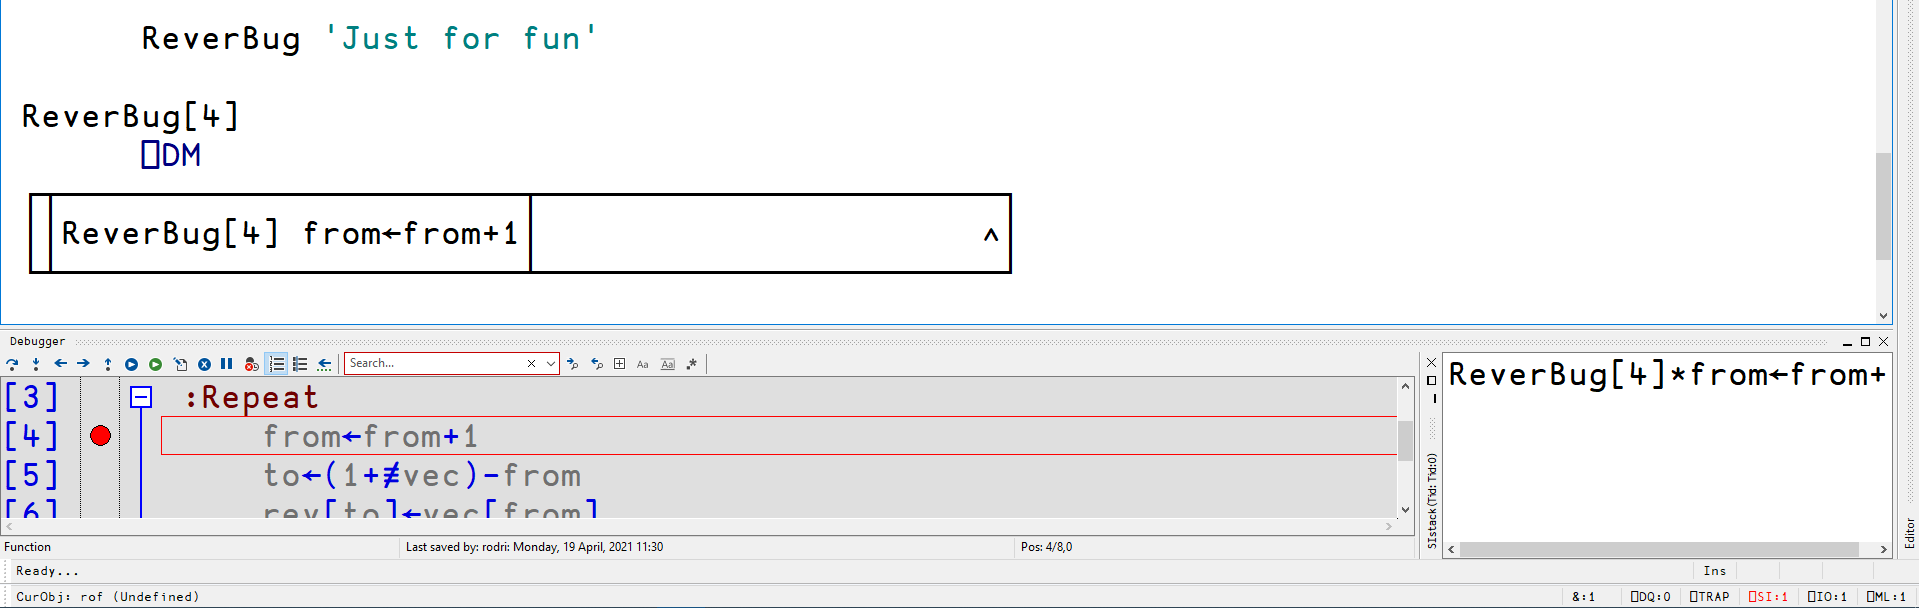 ReverBug 'Just for fun'
ReverBug[4]
⎕DM
ReverBug[4] from←from+1 ^
Debugger
Search...
[3] :Repeat
[4] from←from+1
[5] to←(1+≢vec)-from
[6] rev[to]←vec[from]
ReverBug[4]*from←from+
SIstack (Tid: Tid:0)
Editor
Function Last saved by: rodri: Monday, 19 April, 2021 11:30 Pos: 4/8,0
Ready... Ins
CurObj: rof (Undefined) &:1 ⎕DQ:0 ⎕TRAP ⎕SI:1 ⎕IO:1 ⎕ML:1